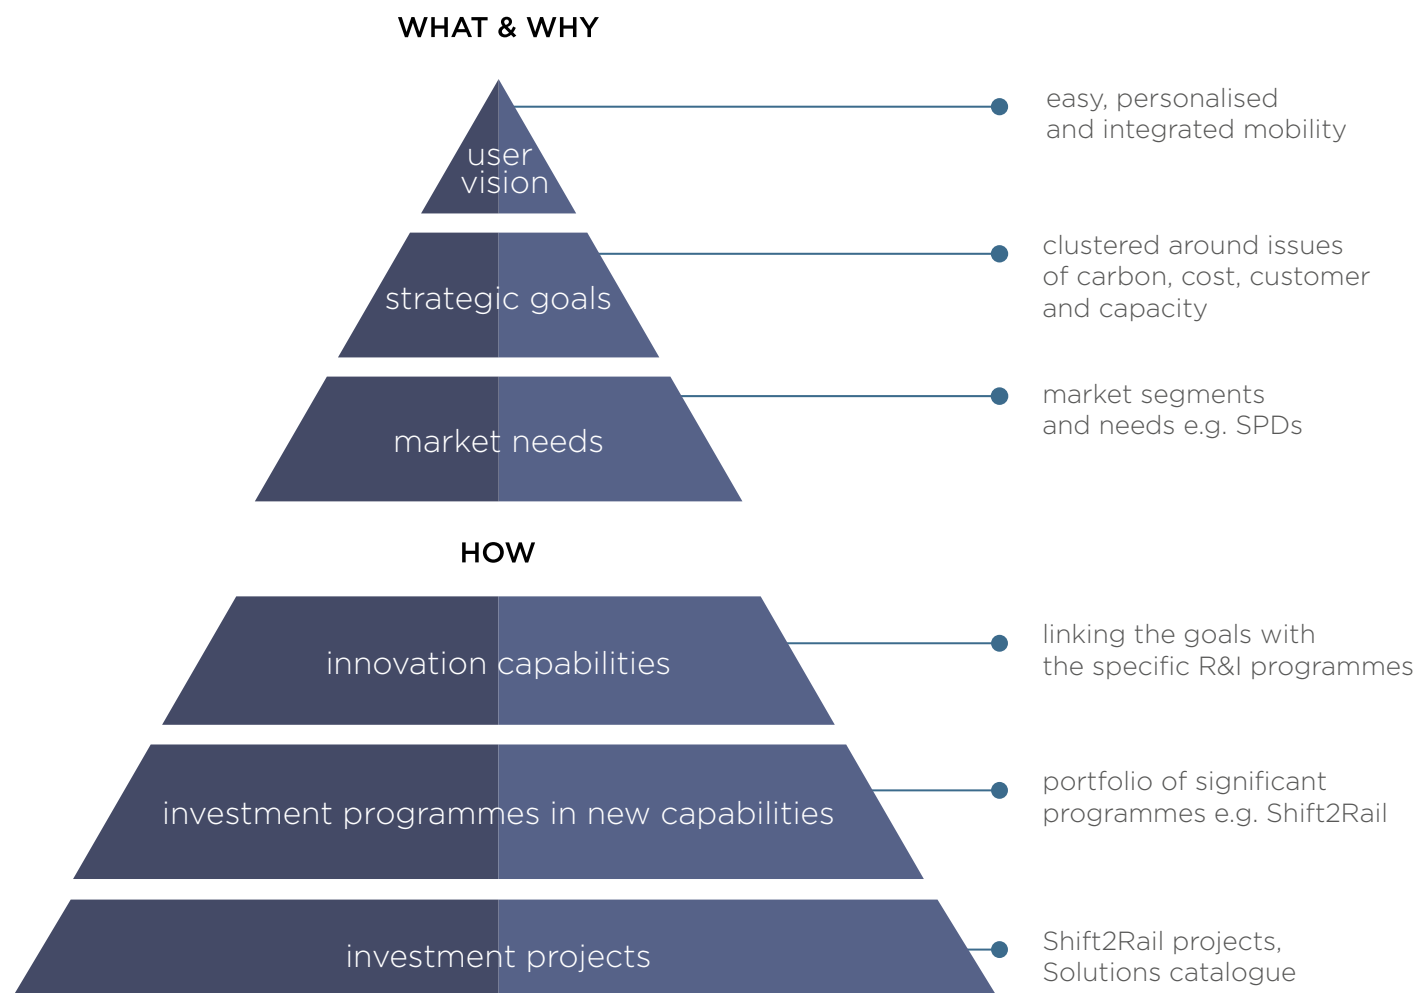 WHAT & WHY
user
vision
easy, personalised
and integrated mobility
strategic goals
clustered around issues
of carbon, cost, customer
and capacity
market needs
market segments
and needs e.g. SPDs
HOW
innovation capabilities
linking the goals with
the specific R&I programmes
investment programmes in new capabilities
portfolio of significant
programmes e.g. Shift2Rail
investment projects
Shift2Rail projects,
Solutions catalogue